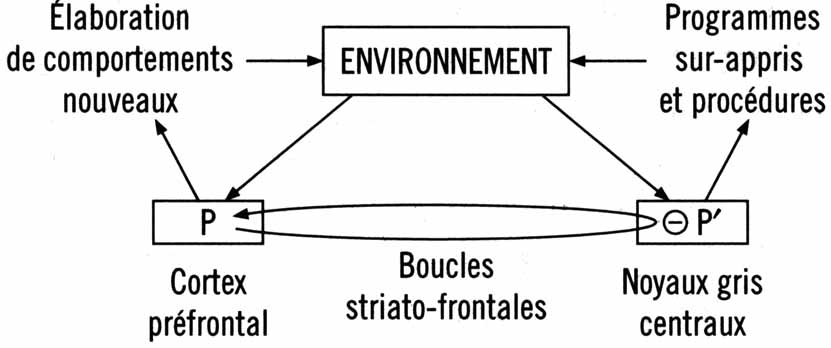 Élaboration
de comportements
nouveaux
ENVIRONNEMENT
Programmes
sur-appris
et procédures
P
⊖ P′
Boucles
striato-frontales
Cortex
préfrontal
Noyaux gris
centraux